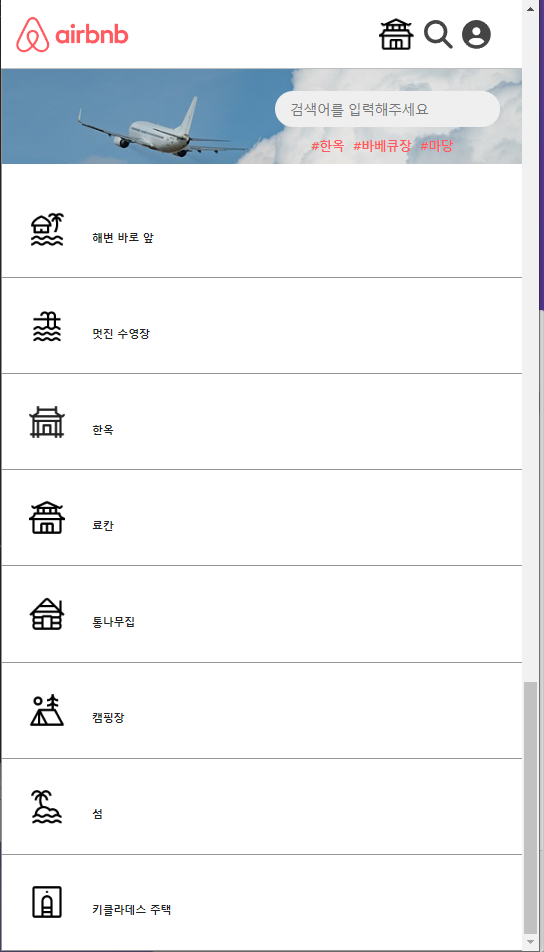 airbnb
검색어를 입력해주세요
#한옥 #바베큐장 #마당
해변 바로 앞
멋진 수영장
한옥
료칸
통나무집
캠핑장
섬
키클라데스 주택